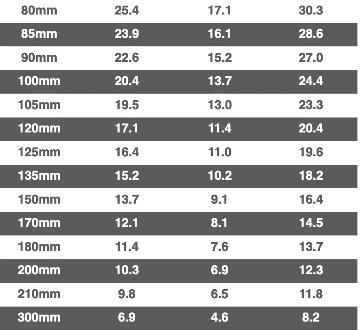 80mm 25.4 17.1 30.3
85mm 23.9 16.1 28.6
90mm 22.6 15.2 27.0
100mm 20.4 13.7 24.4
105mm 19.5 13.0 23.3
120mm 17.1 11.4 20.4
125mm 16.4 11.0 19.6
135mm 15.2 10.2 18.2
150mm 13.7 9.1 16.4
170mm 12.1 8.1 14.5
180mm 11.4 7.6 13.7
200mm 10.3 6.9 12.3
210mm 9.8 6.5 11.8
300mm 6.9 4.6 8.2